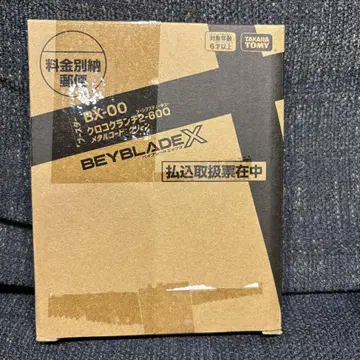 料金別納
郵便
対象年齢
6才以上
TAKARA
TOMY
BX-00
クロコクランチ2-60Q
メタルコート
BEYBLADE X
払込取扱票在中